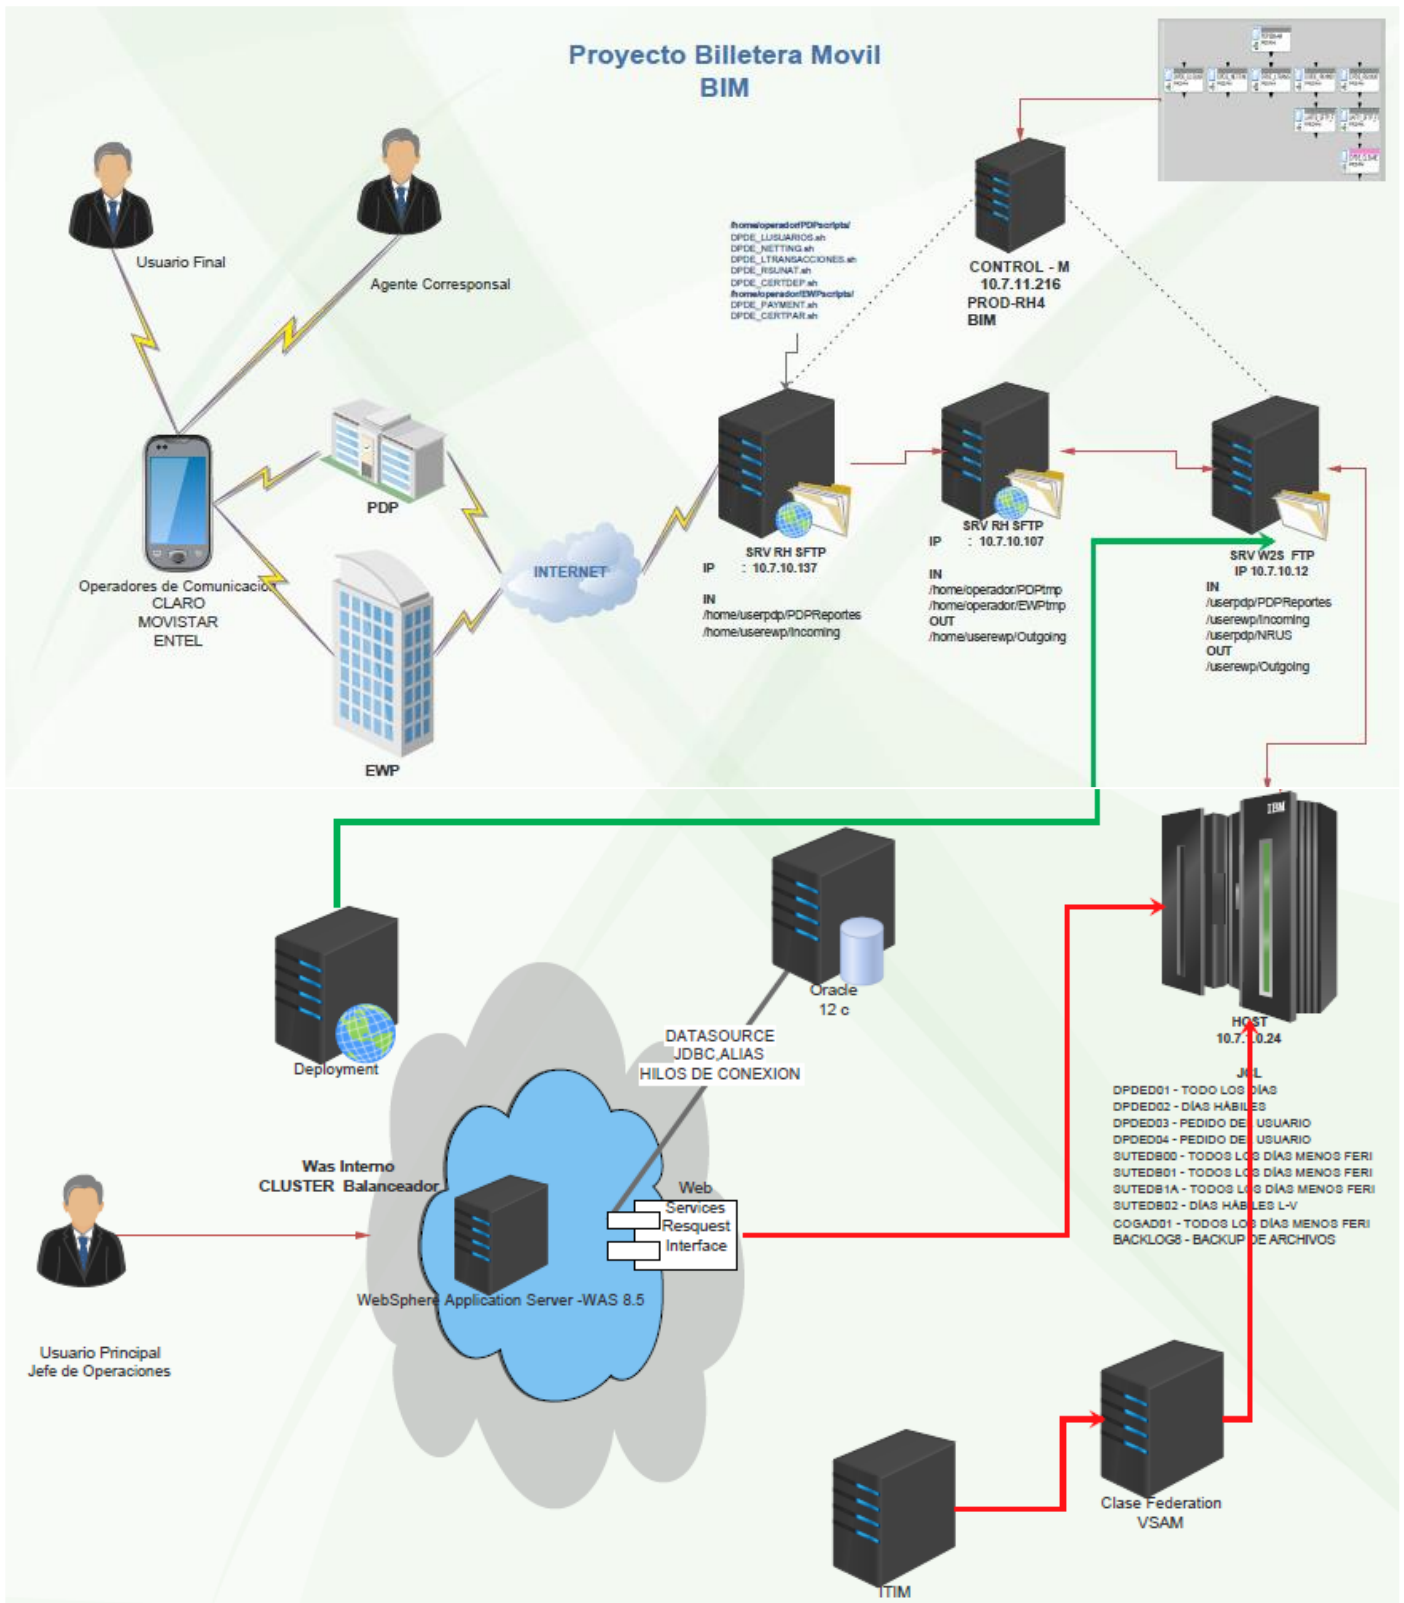 Proyecto Billetera Movil
BIM
Usuario Final
Agente Corresponsal
/home/operador/PDPscripts/
DPDE_LUSUARIOS.sh
DPDE_NETTING.sh
DPDE_LTRANSACCIONES.sh
DPDE_RSUNAT.sh
DPDE_CERTDEP.sh
/home/operador/EWPscripts/
DPDE_PAYMENT.sh
DPDE_CERTPAR.sh
CONTROL - M
10.7.11.216
PROD-RH4
BIM
Operadores de Comunicación
CLARO
MOVISTAR
ENTEL
PDP
EWP
INTERNET
SRV RH SFTP
IP : 10.7.10.137
IN
/home/userpdp/PDPReportes
/home/userewp/Incoming
SRV RH SFTP
IP : 10.7.10.107
IN
/home/operador/PDPtmp
/home/operador/EWPtmp
OUT
/home/userewp/Outgoing
SRV W2S FTP
IP 10.7.10.12
IN
/userpdp/PDPReportes
/userewp/Incoming
/userpdp/NRUS
OUT
/userewp/Outgoing
IBM
Deployment
Oracle
12 c
DATASOURCE
JDBC,ALIAS
HILOS DE CONEXION
HOST
JCL
DPDED01 - TODO LOS DÍAS
DPDED02 - DÍAS HÁBILES
DPDED03 - PEDIDO DEL USUARIO
DPDED04 - PEDIDO DEL USUARIO
SUTEDB00 - TODOS LOS DÍAS MENOS FERI
SUTEDB01 - TODOS LOS DÍAS MENOS FERI
SUTEDB1A - TODOS LOS DÍAS MENOS FERI
SUTEDB02 - DÍAS HÁBILES L-V
COGAD01 - TODOS LOS DÍAS MENOS FERI
BACKLOG8 - BACKUP DE ARCHIVOS
Was Interno
CLUSTER Balanceador
Web
Services
Resquest
Interface
WebSphere Application Server -WAS 8.5
Usuario Principal
Jefe de Operaciones
Clase Federation
VSAM
ITIM